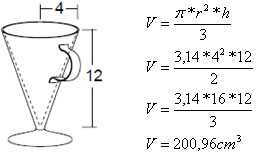 4
12
V = π*r²*h / 3
V = 3,14*4²*12 / 2
V = 3,14*16*12 / 3
V = 200,96cm³